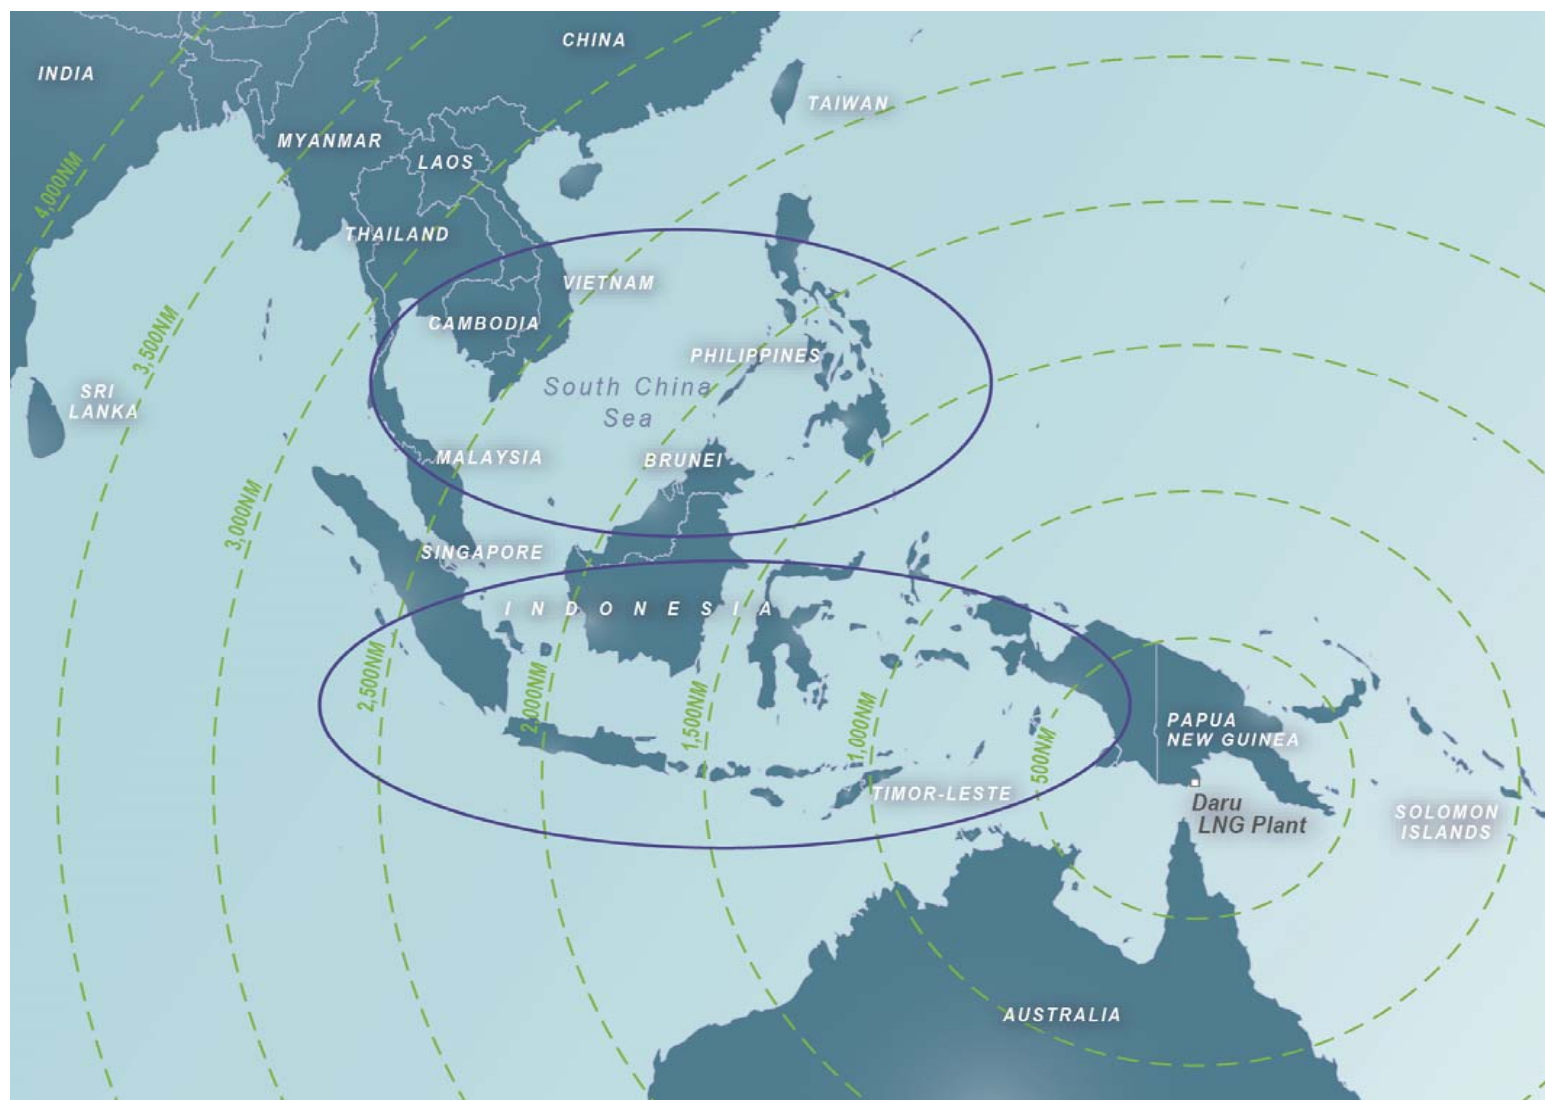 CHINA
INDIA
TAIWAN
MYANMAR
LAOS
4,000NM
THAILAND
VIETNAM
3,500NM
CAMBODIA
PHILIPPINES
South China
Sea
SRI
LANKA
MALAYSIA
BRUNEI
3,000NM
SINGAPORE
INDONESIA
2,500NM
2,000NM
1,500NM
1,000NM
500NM
PAPUA
NEW GUINEA
TIMOR-LESTE
Daru
LNG Plant
SOLOMON
ISLANDS
AUSTRALIA